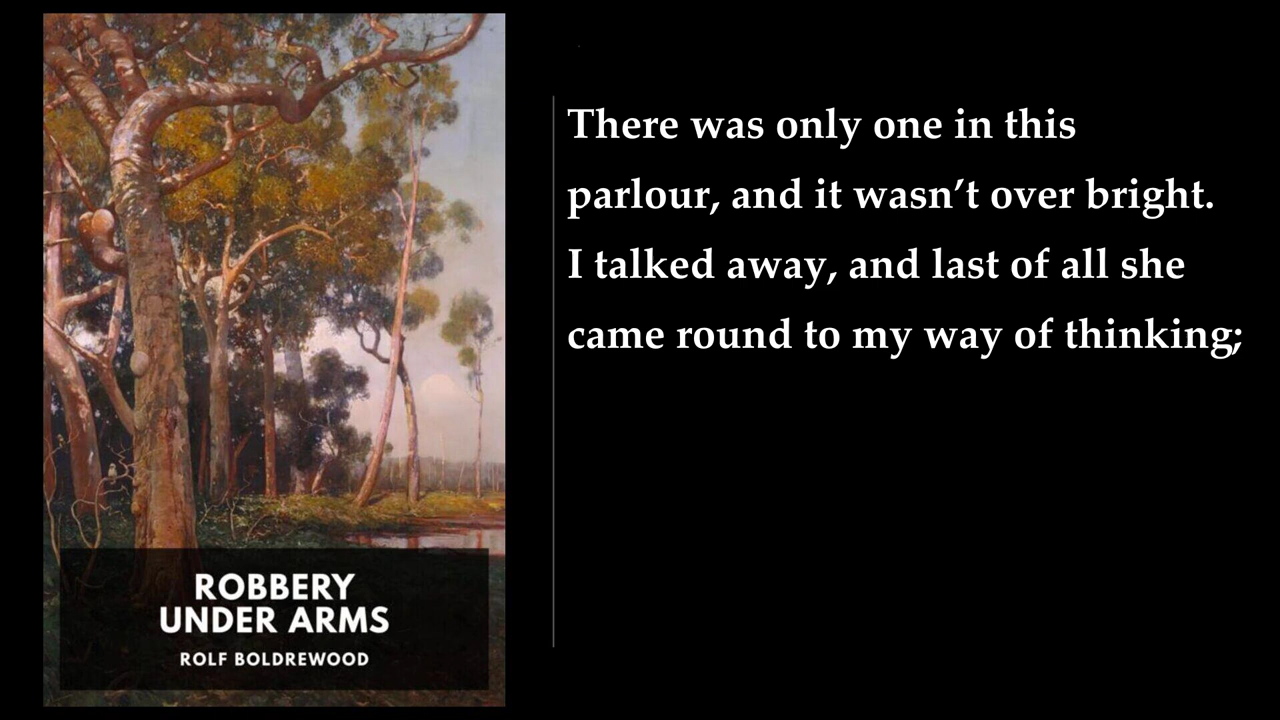 There was only one in this
parlour, and it wasn’t over bright.
I talked away, and last of all she
came round to my way of thinking;
ROBBERY
UNDER ARMS
ROLF BOLDREWOOD